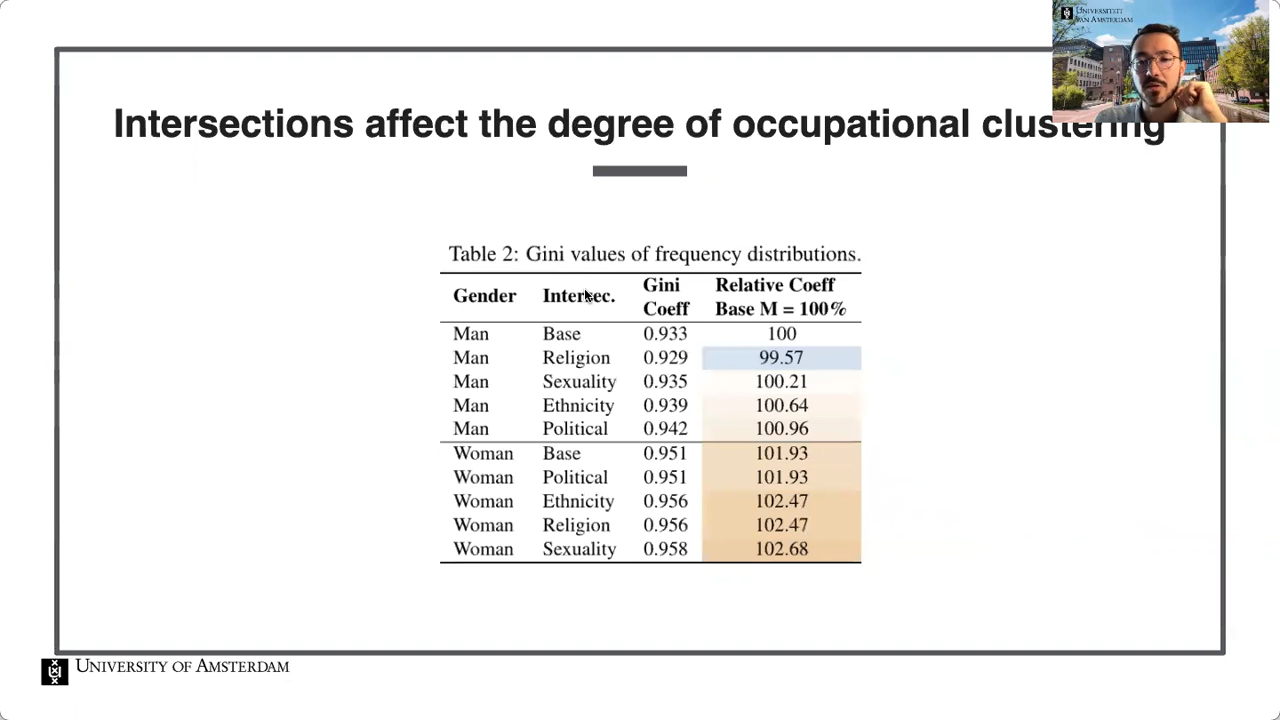 UNIVERSITEIT
VAN AMSTERDAM
Intersections affect the degree of occupational clustering
Table 2: Gini values of frequency distributions.
Gender Intersec. Gini Coeff Relative Coeff Base M = 100%
Man Base 0.933 100
Man Religion 0.929 99.57
Man Sexuality 0.935 100.21
Man Ethnicity 0.939 100.64
Man Political 0.942 100.96
Woman Base 0.951 101.93
Woman Political 0.951 101.93
Woman Ethnicity 0.956 102.47
Woman Religion 0.956 102.47
Woman Sexuality 0.958 102.68
UNIVERSITY OF AMSTERDAM